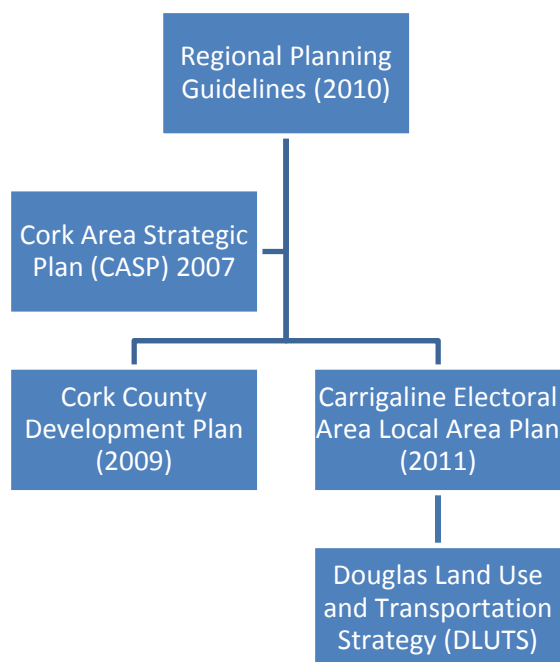 Regional Planning
Guidelines (2010)
Cork Area Strategic
Plan (CASP) 2007
Cork County
Development Plan
(2009)
Carrigaline Electoral
Area Local Area Plan
(2011)
Douglas Land Use
and Transportation
Strategy (DLUTS)